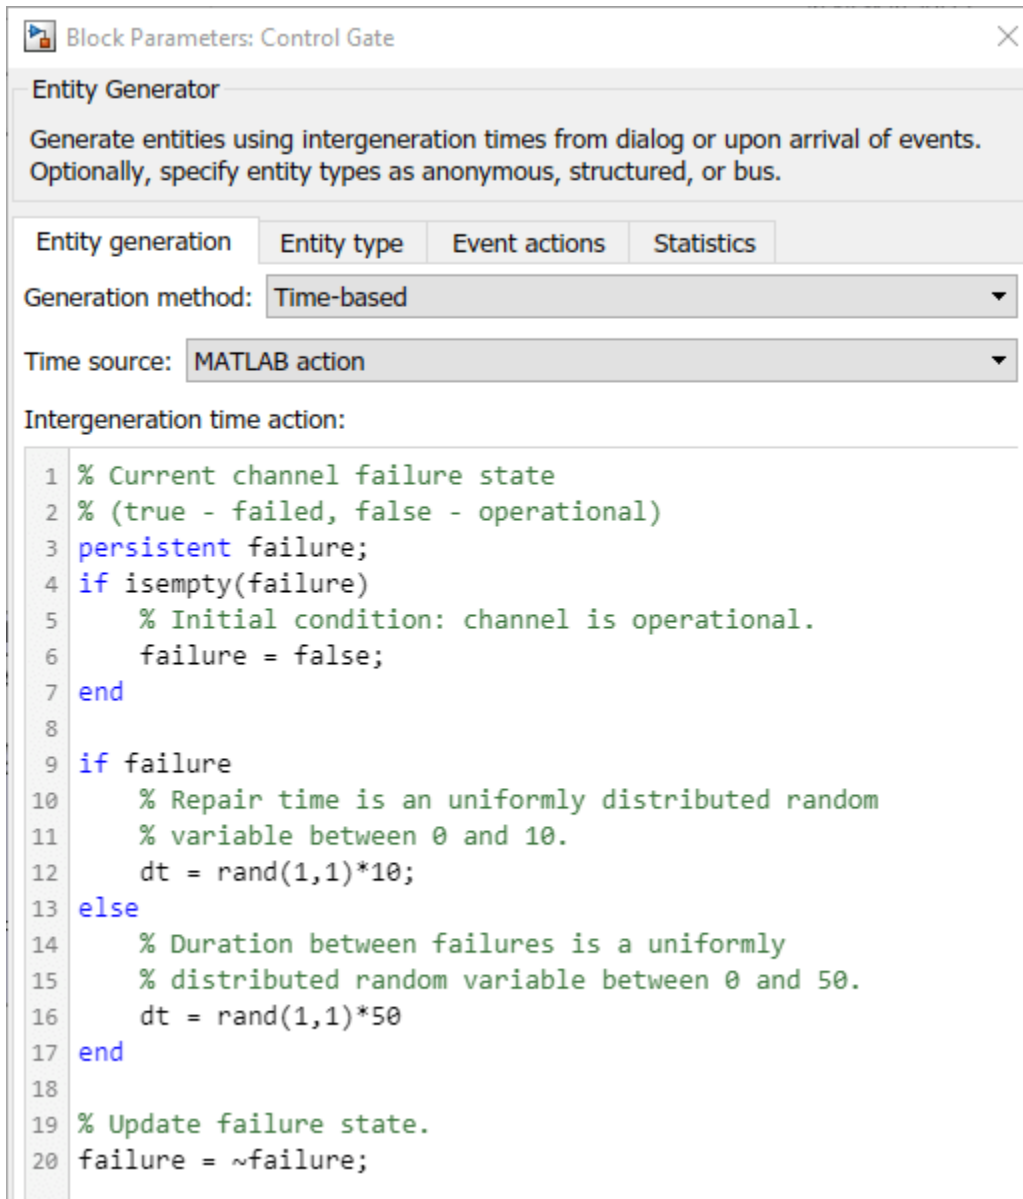 Block Parameters: Control Gate
Entity Generator
Generate entities using intergeneration times from dialog or upon arrival of events.
Optionally, specify entity types as anonymous, structured, or bus.
Entity generation Entity type Event actions Statistics
Generation method: Time-based
Time source: MATLAB action
Intergeneration time action:
1 % Current channel failure state
2 % (true - failed, false - operational)
3 persistent failure;
4 if isempty(failure)
5     % Initial condition: channel is operational.
6     failure = false;
7 end
8
9 if failure
10     % Repair time is an uniformly distributed random
11     % variable between 0 and 10.
12     dt = rand(1,1)*10;
13 else
14     % Duration between failures is a uniformly
15     % distributed random variable between 0 and 50.
16     dt = rand(1,1)*50
17 end
18
19 % Update failure state.
20 failure = ~failure;